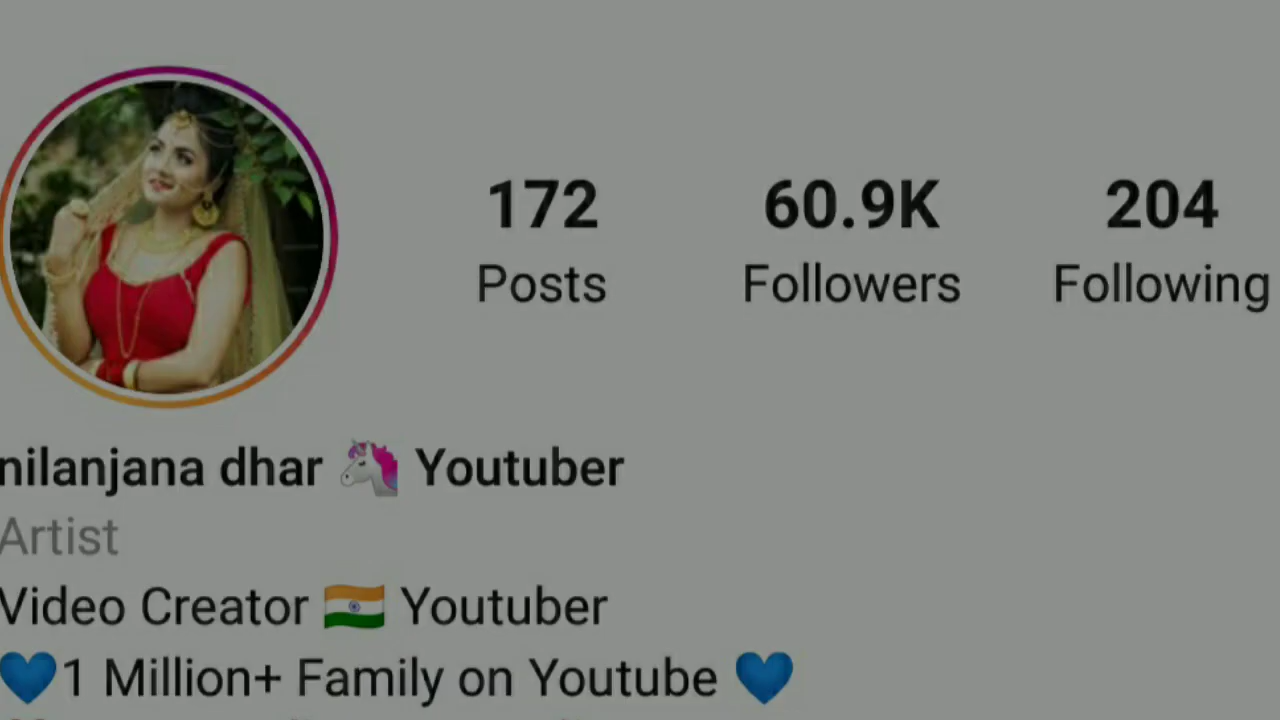 172 60.9K 204
Posts Followers Following
nilanjana dhar 🦄 Youtuber
Artist
Video Creator 🇮🇳 Youtuber
💙1 Million+ Family on Youtube 💙